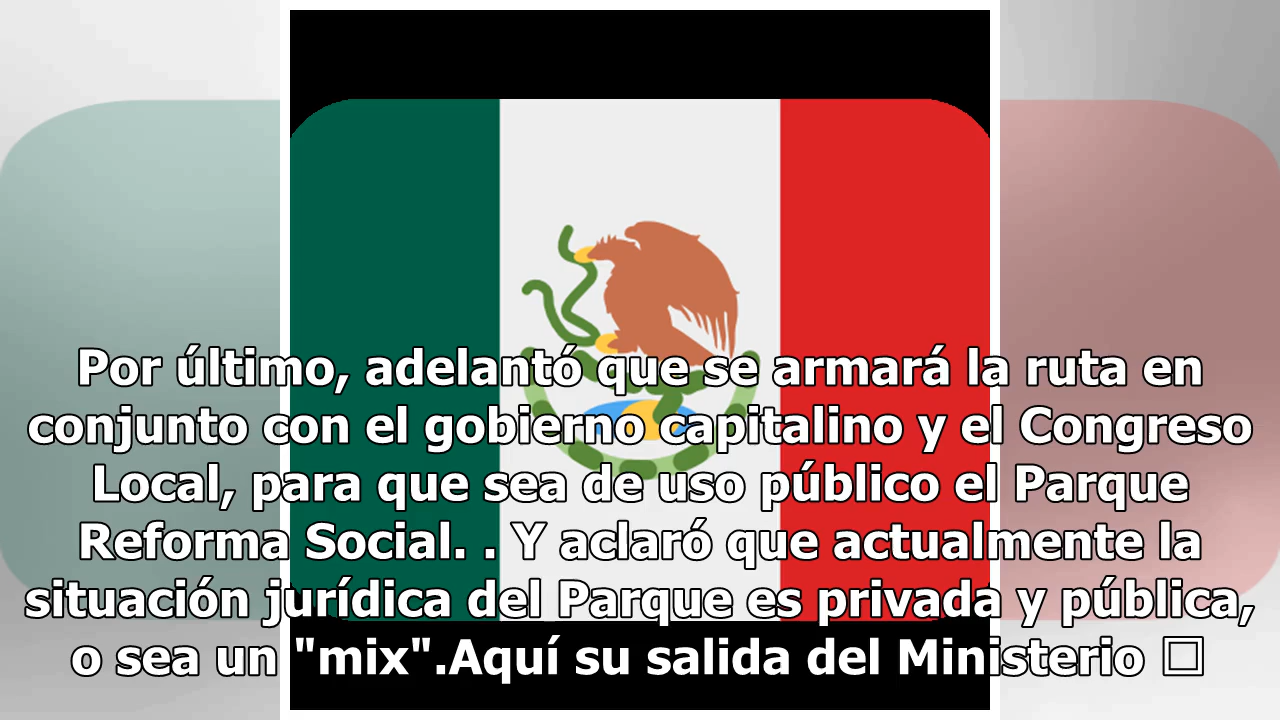 Por último, adelantó que se armará la ruta en
conjunto con el gobierno capitalino y el Congreso
Local, para que sea de uso público el Parque
Reforma Social. . Y aclaró que actualmente la
situación jurídica del Parque es privada y pública,
o sea un "mix".Aquí su salida del Ministerio □